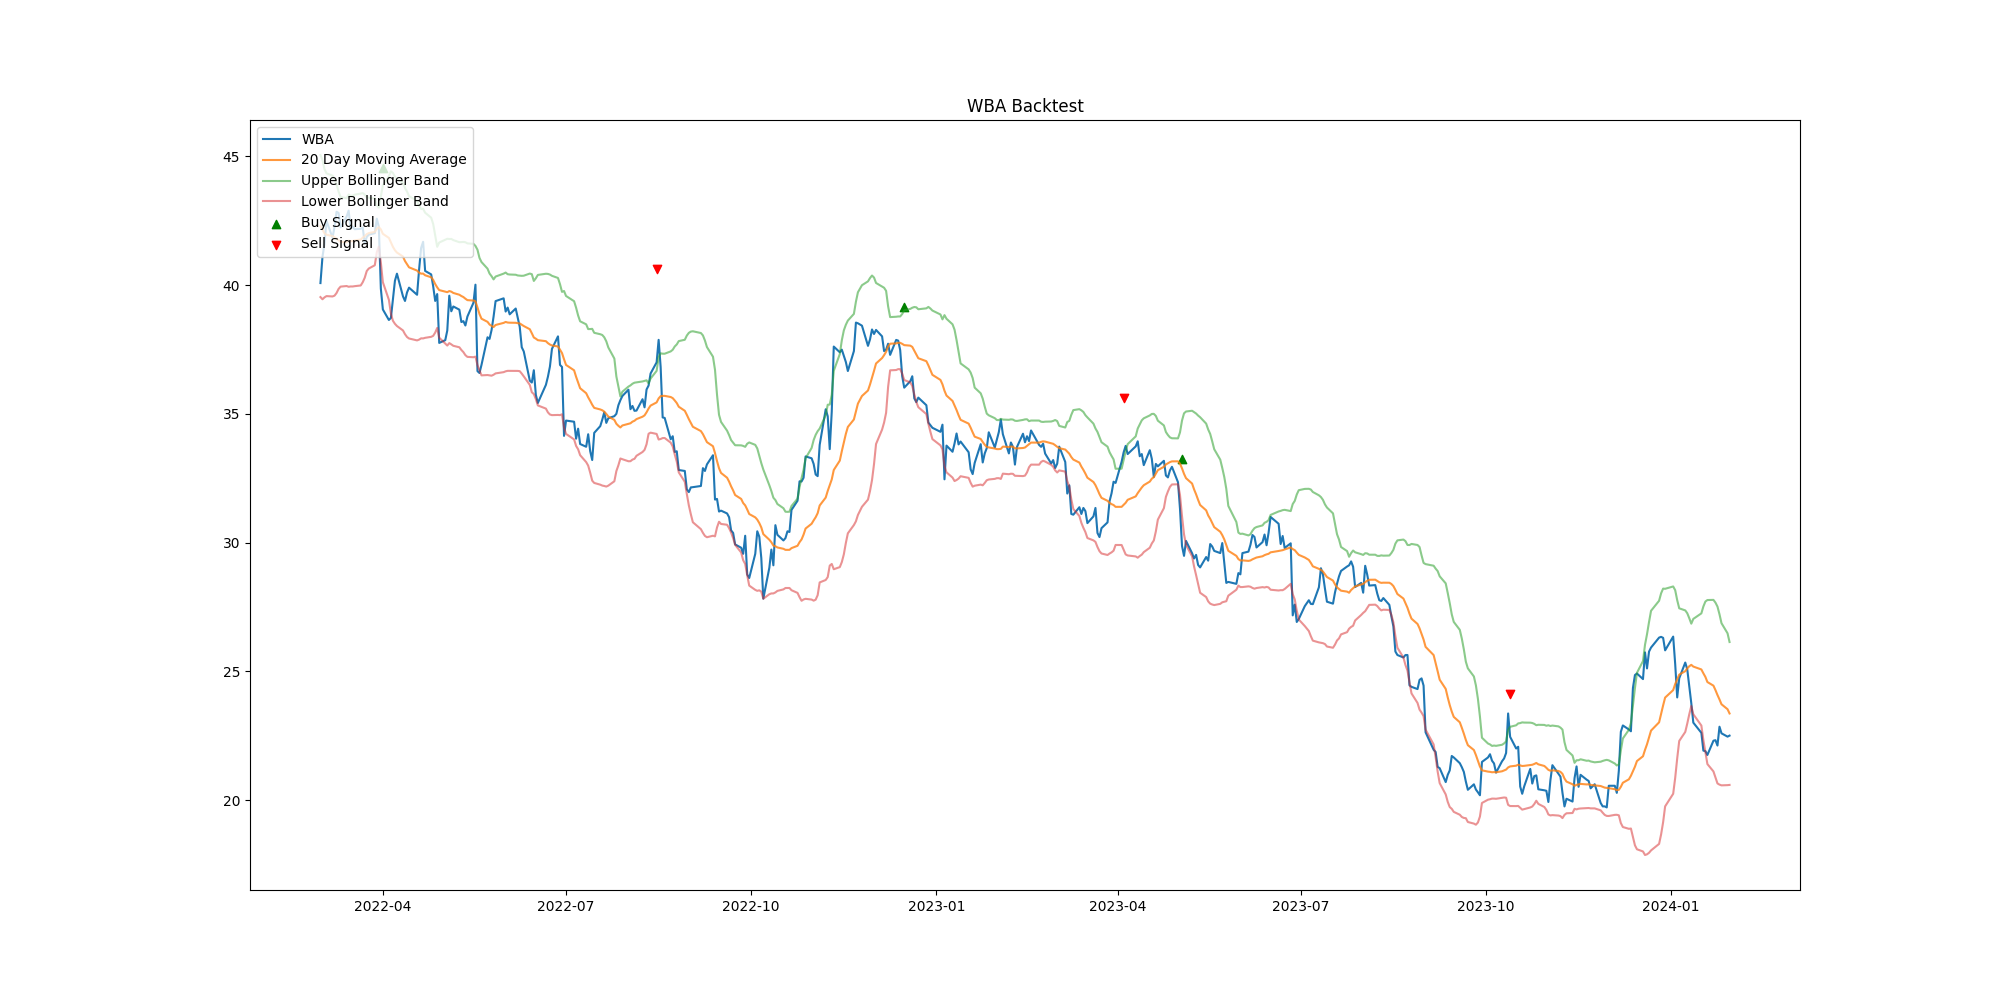 WBA Backtest
WBA
20 Day Moving Average
Upper Bollinger Band
Lower Bollinger Band
Buy Signal
Sell Signal
45
40
35
30
25
20
2022-04
2022-07
2022-10
2023-01
2023-04
2023-07
2023-10
2024-01